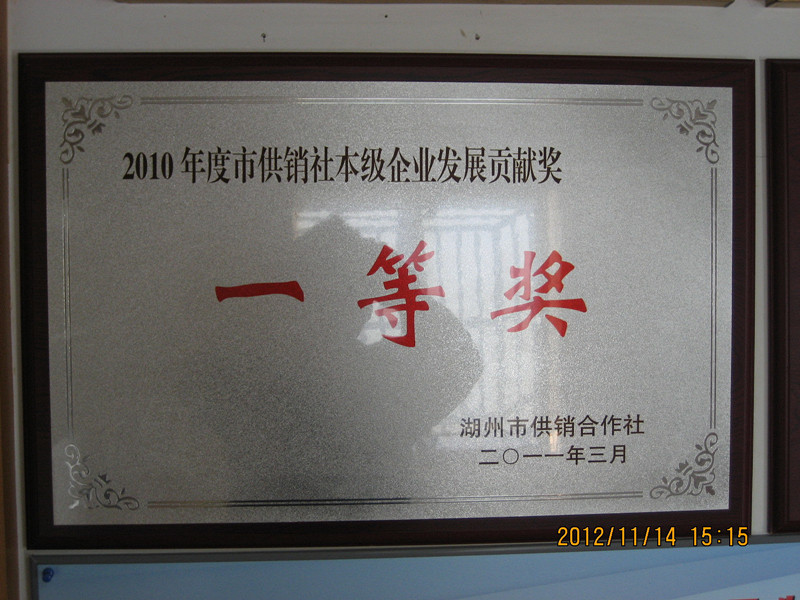 2010年度市供销社本级企业发展贡献奖
一等奖
湖州市供销合作社
二〇一一年三月
2012/11/14 15:15